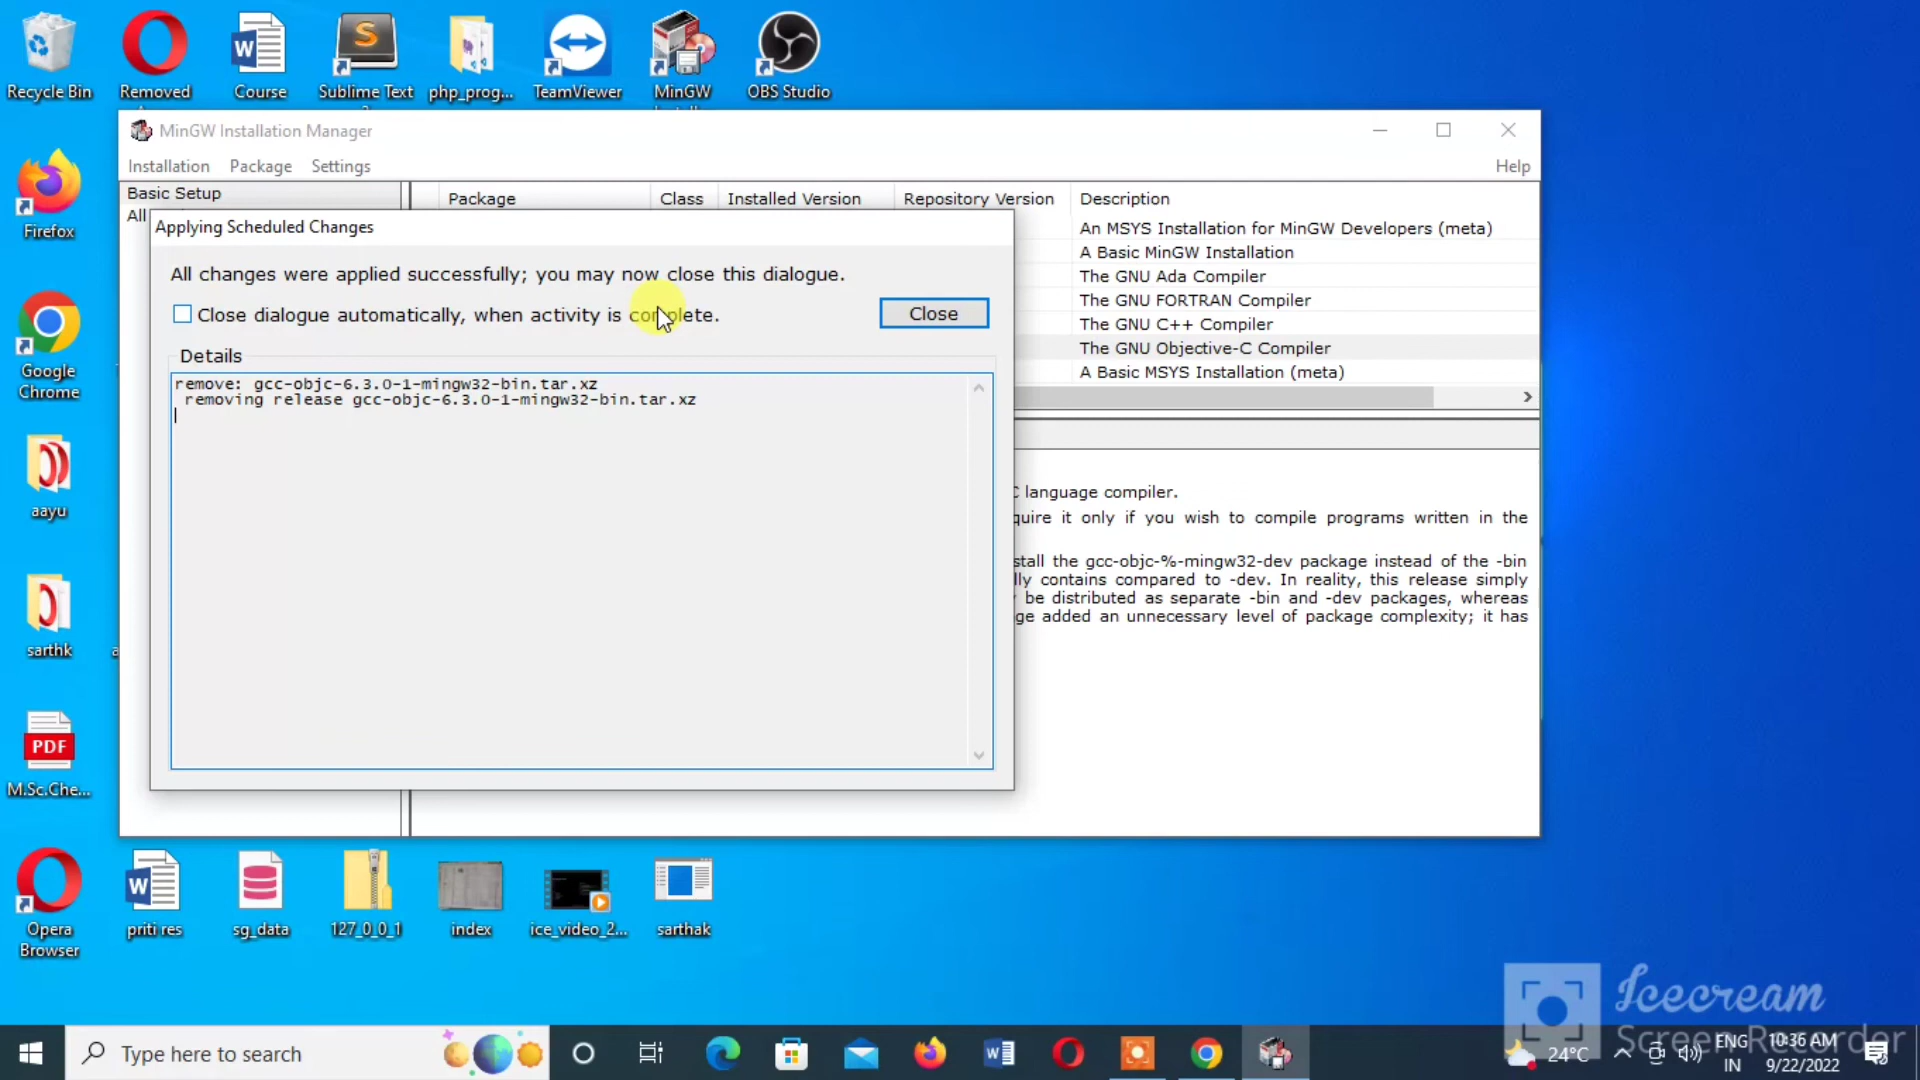 Recycle Bin
Removed
Course
Sublime Text
php_prog...
TeamViewer
MinGW
OBS Studio
MinGW Installation Manager
Installation Package Settings Help
Basic Setup
All
Package Class Installed Version Repository Version Description
An MSYS Installation for MinGW Developers (meta)
A Basic MinGW Installation
The GNU Ada Compiler
The GNU FORTRAN Compiler
The GNU C++ Compiler
The GNU Objective-C Compiler
A Basic MSYS Installation (meta)
Applying Scheduled Changes
All changes were applied successfully; you may now close this dialogue.
Close dialogue automatically, when activity is complete.
Close
Details
remove: gcc-objc-6.3.0-1-mingw32-bin.tar.xz
removing release gcc-objc-6.3.0-1-mingw32-bin.tar.xz
C language compiler.
quire it only if you wish to compile programs written in the
stall the gcc-objc-%-mingw32-dev package instead of the -bin
lly contains compared to -dev. In reality, this release simply
be distributed as separate -bin and -dev packages, whereas
ge added an unnecessary level of package complexity; it has
Firefox
Google
Chrome
aayu
sarthk
PDF
M.Sc.Che...
Opera
Browser
priti res
sg_data
127_0_0_1
index
ice_video_2...
sarthak
Icecream
Screen Recorder
Type here to search
24°C
ENG
IN
10:36 AM
9/22/2022